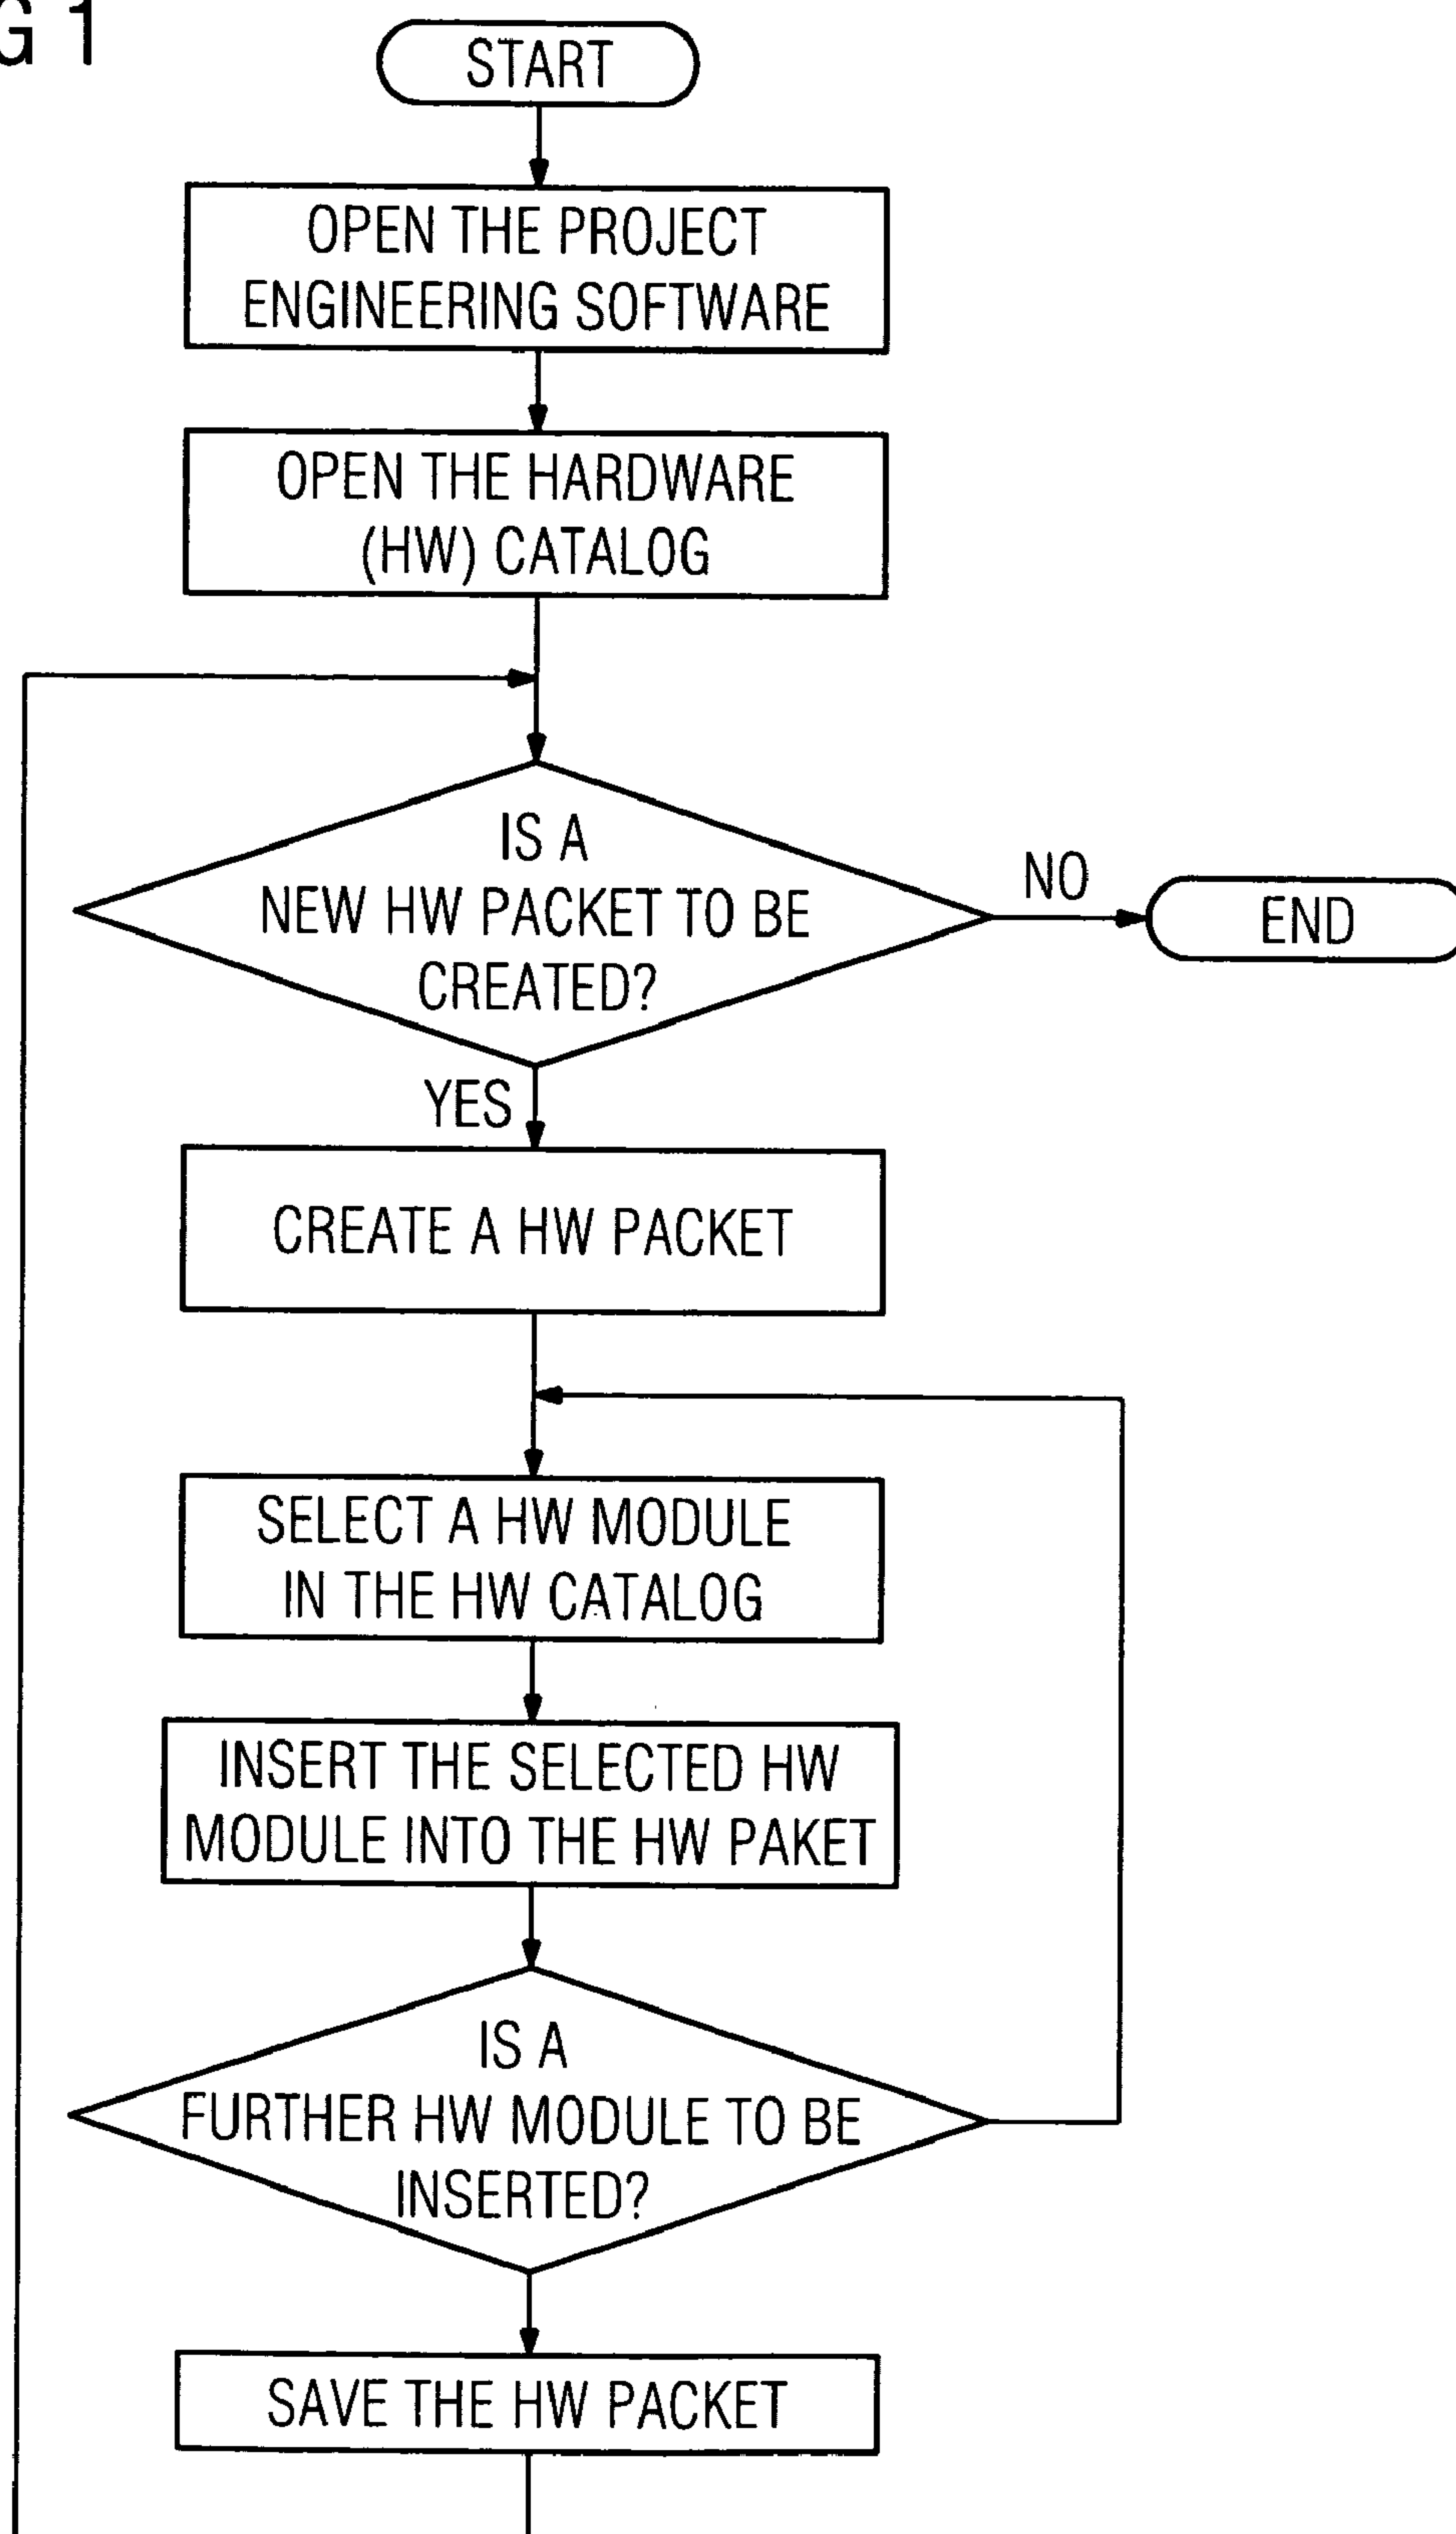 G 1
START
OPEN THE PROJECT
ENGINEERING SOFTWARE
OPEN THE HARDWARE
(HW) CATALOG
IS A
NEW HW PACKET TO BE
CREATED?
NO
END
YES
CREATE A HW PACKET
SELECT A HW MODULE
IN THE HW CATALOG
INSERT THE SELECTED HW
MODULE INTO THE HW PAKET
IS A
FURTHER HW MODULE TO BE
INSERTED?
SAVE THE HW PACKET